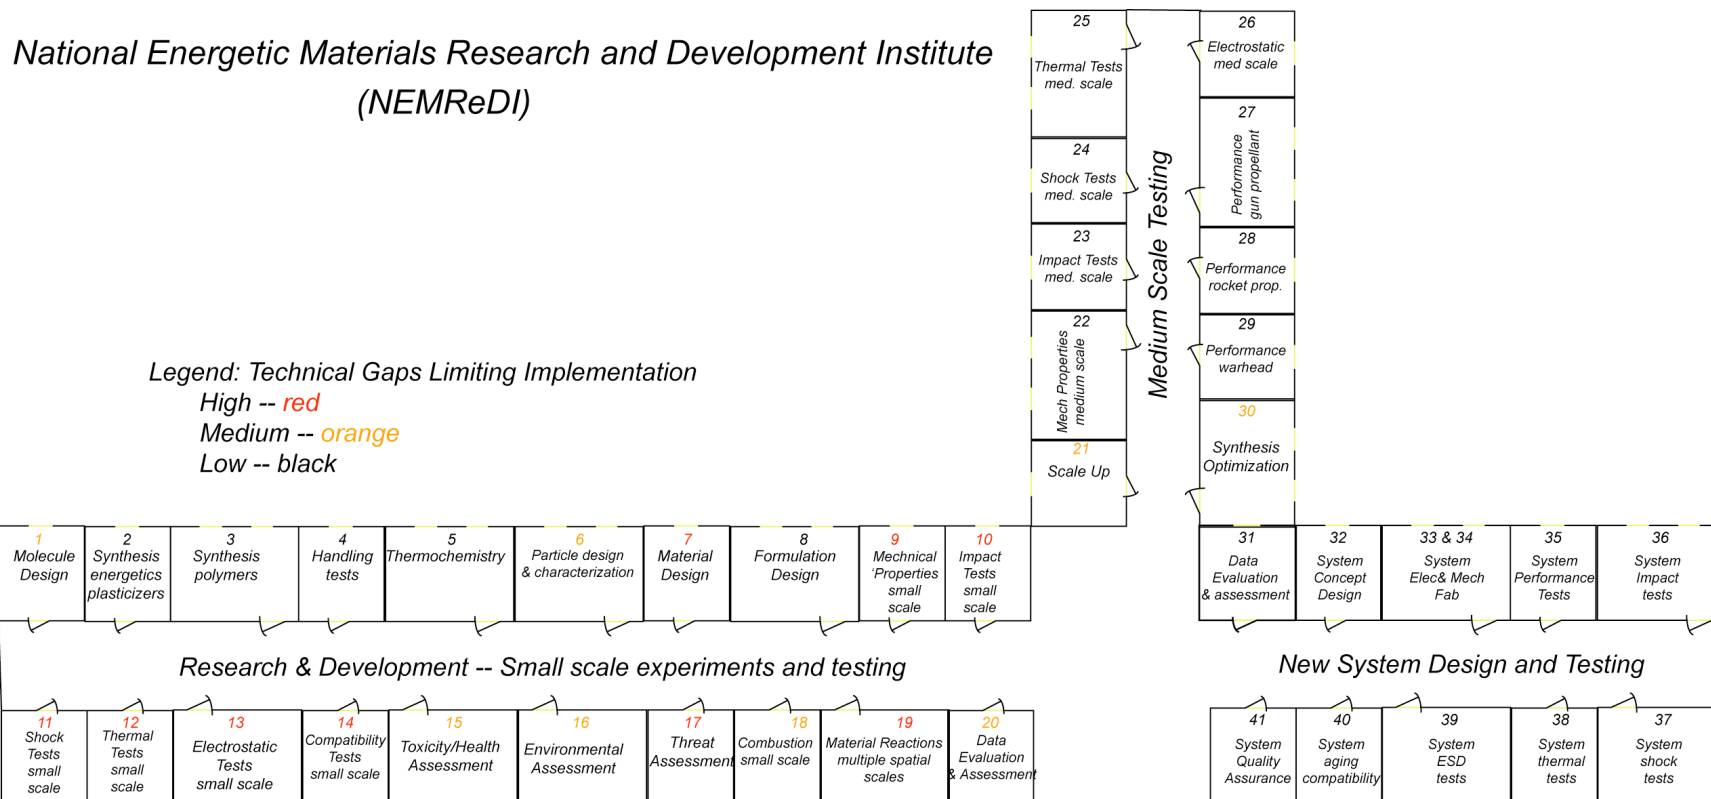 National Energetic Materials Research and Development Institute
(NEMReDI)
Legend: Technical Gaps Limiting Implementation
High -- red
Medium -- orange
Low -- black
25
Thermal Tests
med. scale
24
Shock Tests
med. scale
23
Impact Tests
med. scale
22
Mech Properties
medium scale
21
Scale Up
Medium Scale Testing
26
Electrostatic
med scale
27
Performance
gun propellant
28
Performance
rocket prop.
29
Performance
warhead
30
Synthesis
Optimization
1
Molecule
Design
2
Synthesis
energetics
plasticizers
3
Synthesis
polymers
4
Handling
tests
5
Thermochemistry
6
Particle design
& characterization
7
Material
Design
8
Formulation
Design
9
Mechnical
'Properties
small
scale
10
Impact
Tests
small
scale
31
Data
Evaluation
& assessment
32
System
Concept
Design
33 & 34
System
Elec& Mech
Fab
35
System
Performance
Tests
36
System
Impact
tests
Research & Development -- Small scale experiments and testing
New System Design and Testing
11
Shock
Tests
small
scale
12
Thermal
Tests
small
scale
13
Electrostatic
Tests
small scale
14
Compatibility
Tests
small scale
15
Toxicity/Health
Assessment
16
Environmental
Assessment
17
Threat
Assessment
18
Combustion
small scale
19
Material Reactions
multiple spatial
scales
20
Data
Evaluation
& Assessment
41
System
Quality
Assurance
40
System
aging
compatibility
39
System
ESD
tests
38
System
thermal
tests
37
System
shock
tests